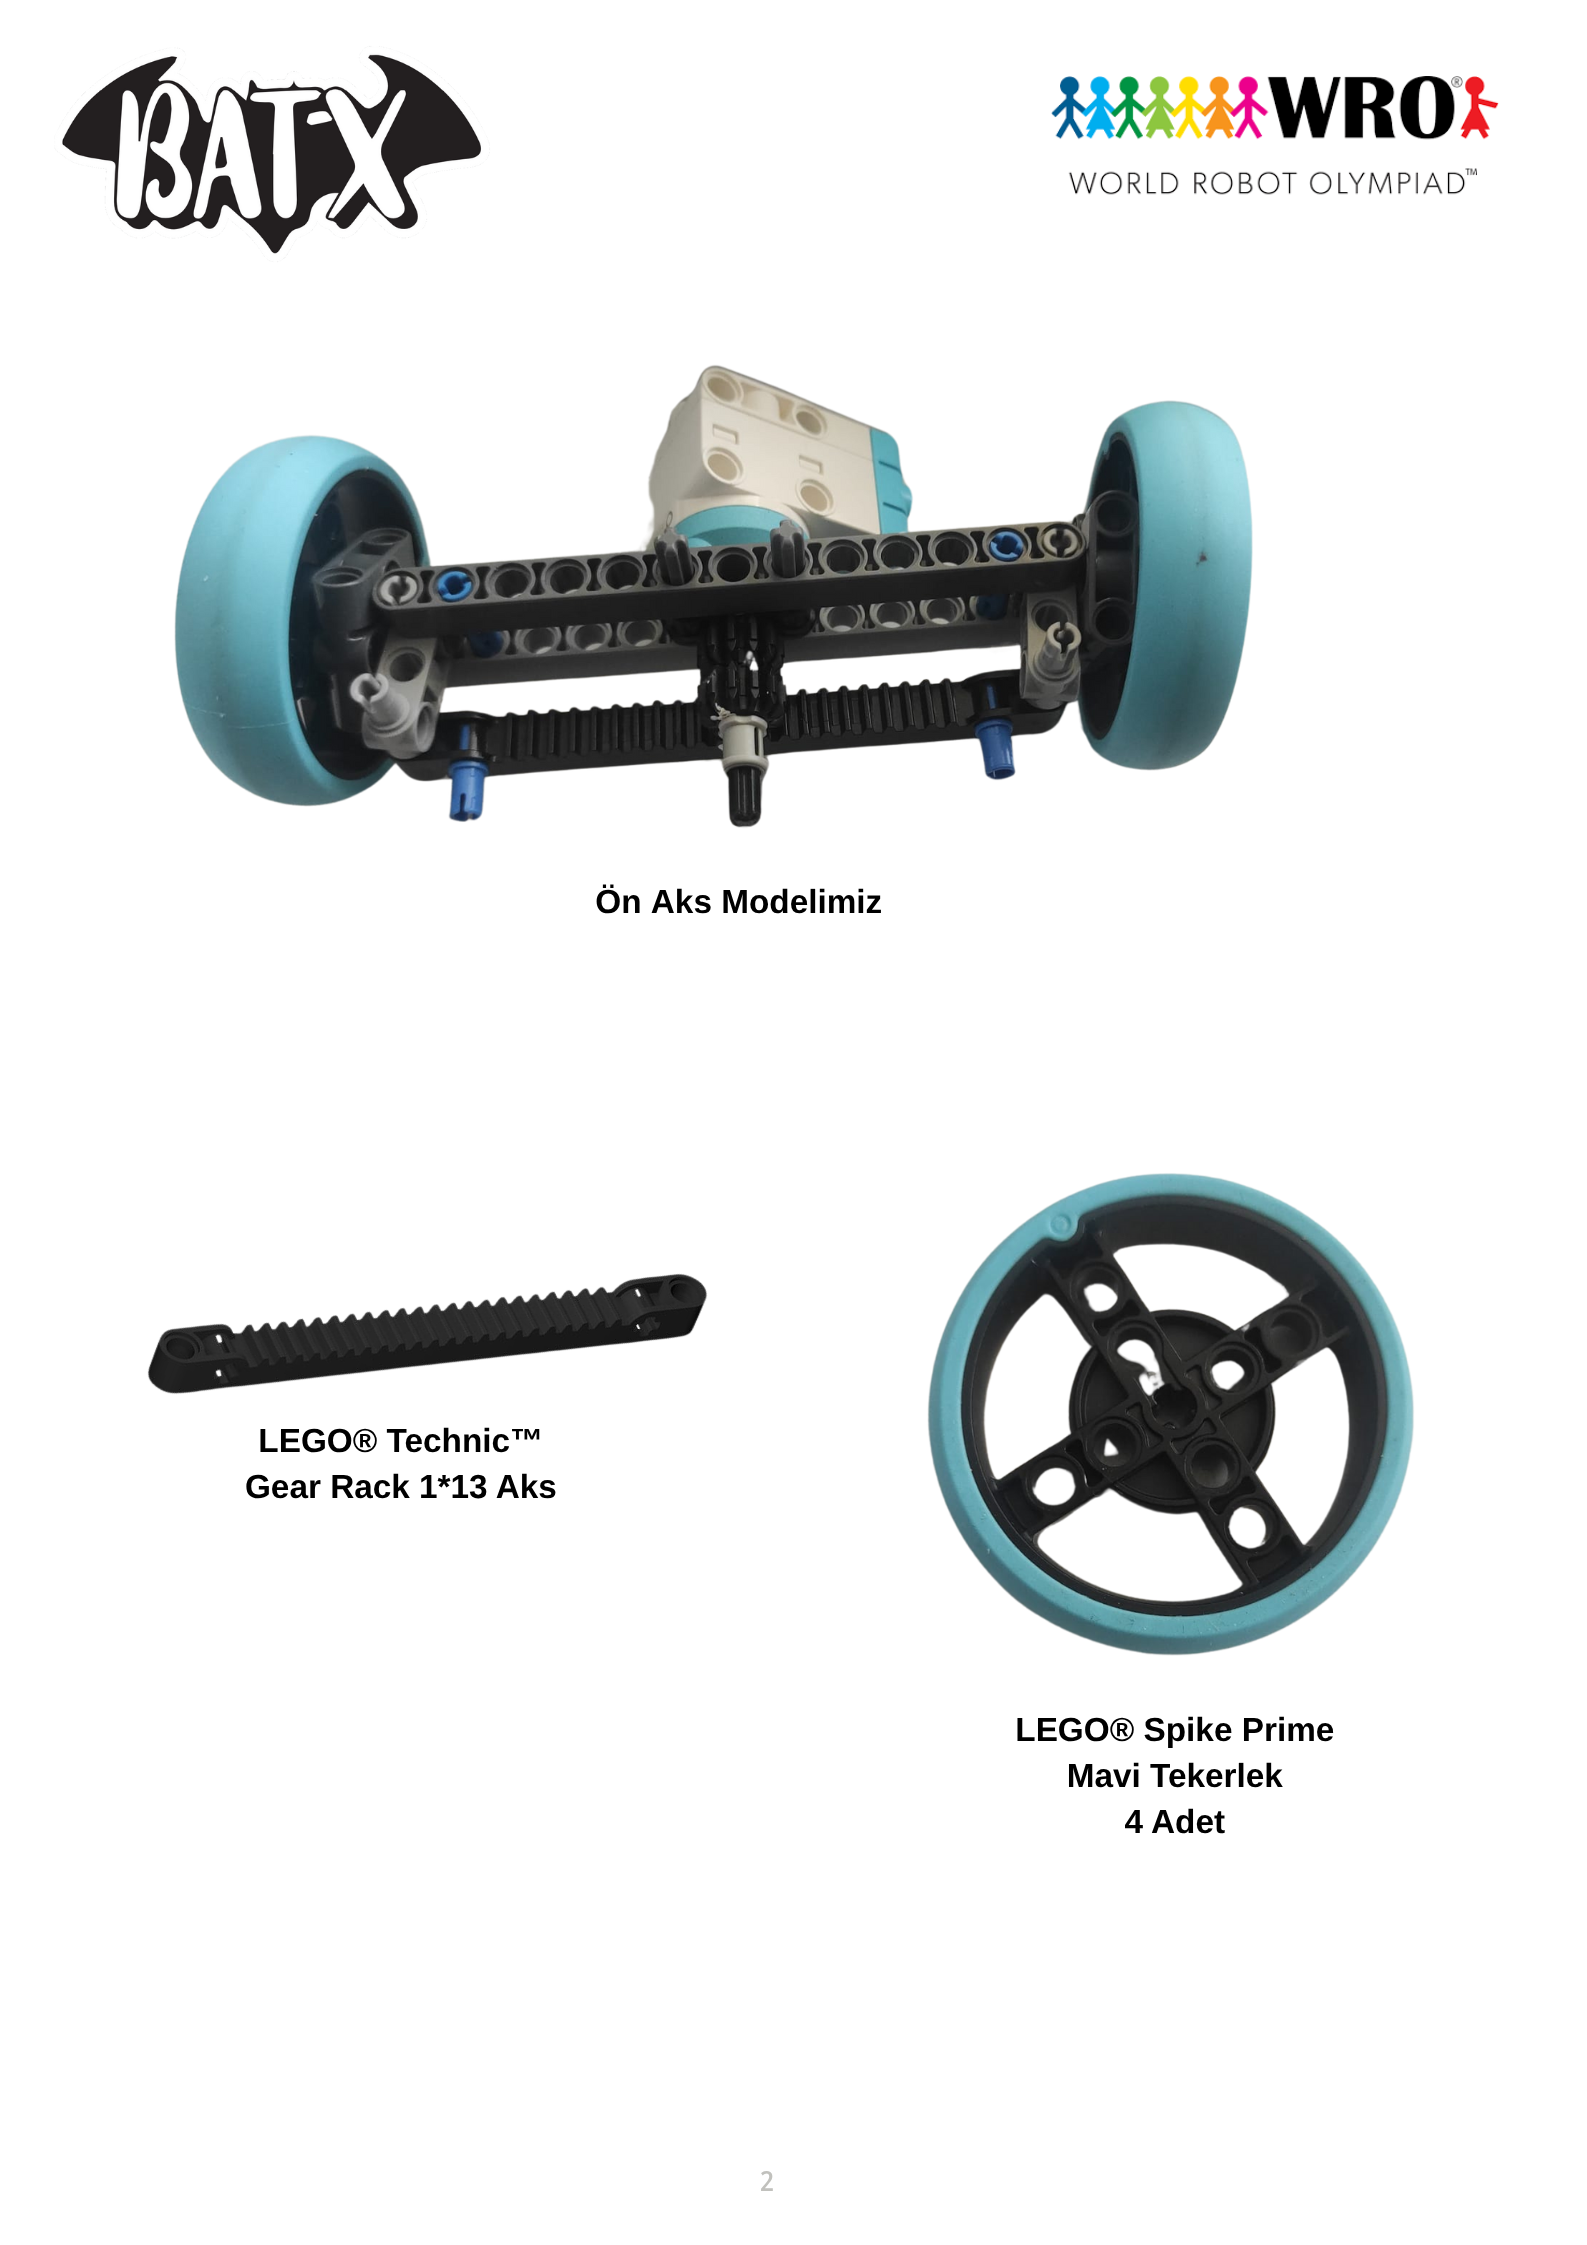 BAT-X
WRO®
WORLD ROBOT OLYMPIAD™
Ön Aks Modelimiz
LEGO® Technic™
Gear Rack 1*13 Aks
LEGO® Spike Prime
Mavi Tekerlek
4 Adet
2